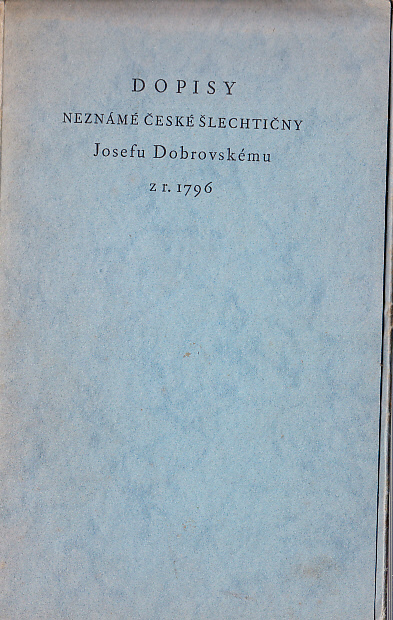 DOPISY
NEZNÁMÉ ČESKÉ ŠLECHTIČNY
Josefu Dobrovskému
z r. 1796